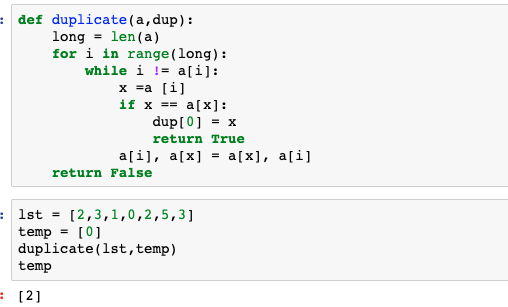 def duplicate(a,dup):
    long = len(a)
    for i in range(long):
        while i != a[i]:
            x =a [i]
            if x == a[x]:
                dup[0] = x
                return True
            a[i], a[x] = a[x], a[i]
    return False
lst = [2,3,1,0,2,5,3]
temp = [0]
duplicate(lst,temp)
temp
[2]